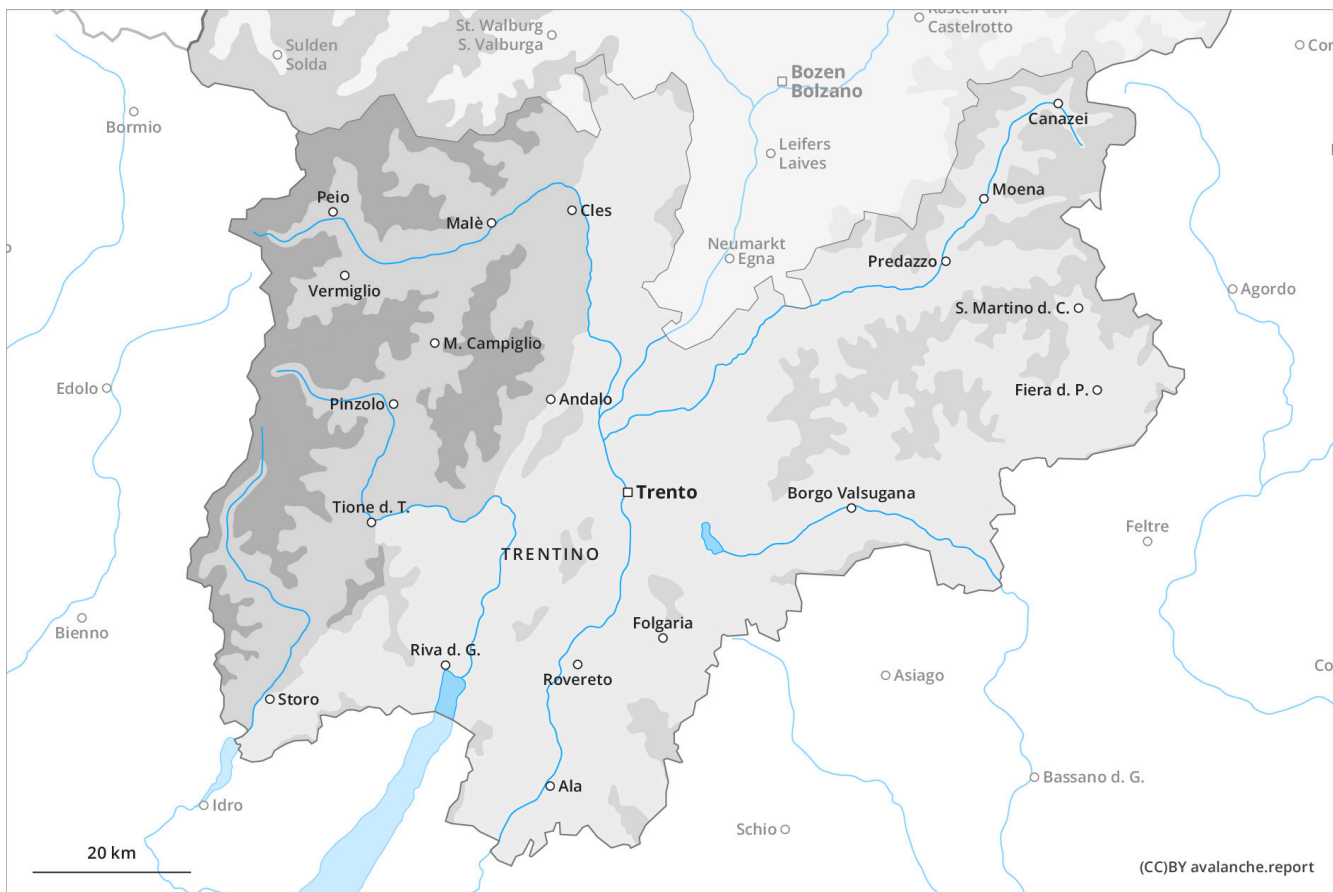 Kastelruth
Castelrotto
St. Walburg
S. Valburga
Sulden
Solda
Cor
Bozen
Bolzano
Bormio
Canazei
Leifers
Laives
Moena
Peio
Malè
Cles
Neumarkt
Egna
Predazzo
Vermiglio
Agordo
S. Martino d. C.
M. Campiglio
Edolo
Andalo
Fiera d. P.
Pinzolo
Trento
Borgo Valsugana
Tione d. T.
Feltre
TRENTINO
Bienno
Folgaria
Riva d. G.
Rovereto
Asiago
Co
Storo
Ala
Bassano d. G.
Idro
Schio
20 km
(CC)BY avalanche.report